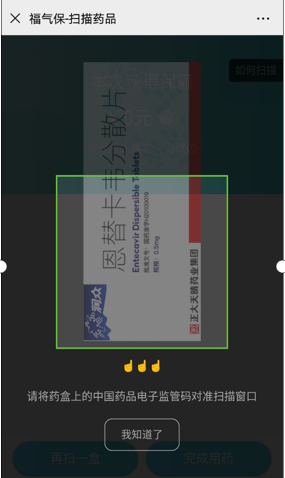 福气保-扫描药品
如何扫描
恩替卡韦分散片
Entecavir Dispersible Tablets
规格：0.5mg
润众
正大天晴药业集团
请将药盒上的中国药品电子监管码对准扫描窗口
我知道了
再扫一盒
完成用药